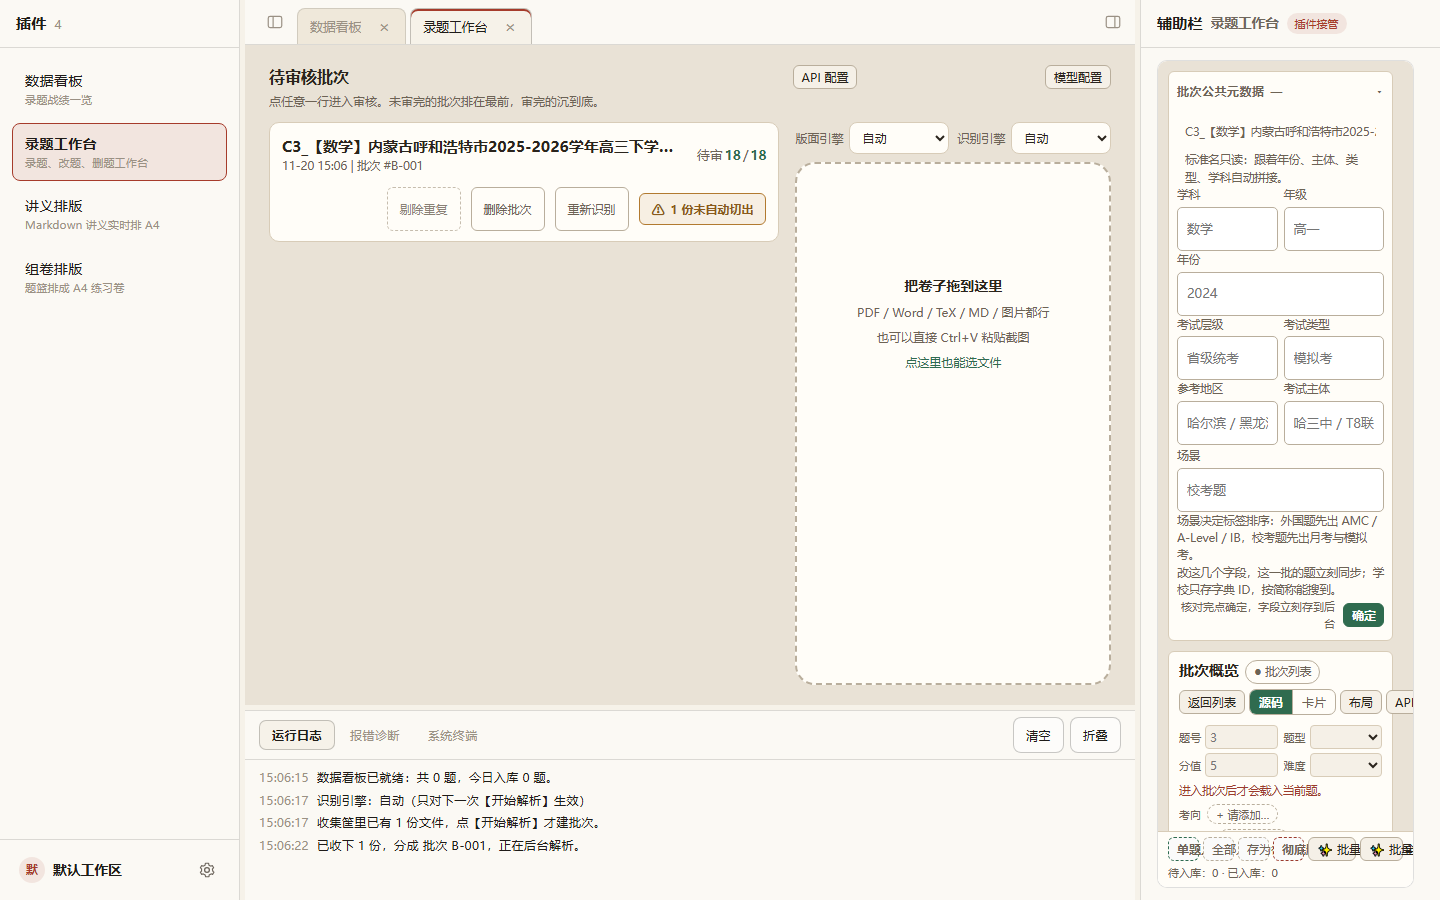 插件 4
数据看板
录题战绩一览
录题工作台
录题、改题、删题工作台
讲义排版
Markdown 讲义实时排 A4
组卷排版
题篮排成 A4 练习卷
默 默认工作区
数据看板 ×
录题工作台 ×
待审核批次
点任意一行进入审核。未审完的批次排在最前，审完的沉到底。
API 配置
模型配置
C3_【数学】内蒙古呼和浩特市2025-2026学年高三下学...
11-20 15:06 | 批次 #B-001
待审 18 / 18
剔除重复
删除批次
重新识别
1 份未自动切出
版面引擎 自动 识别引擎 自动
把卷子拖到这里
PDF / Word / TeX / MD / 图片都行
也可以直接 Ctrl+V 粘贴截图
点这里也能选文件
运行日志
报错诊断
系统终端
清空
折叠
15:06:15 数据看板已就绪：共 0 题，今日入库 0 题。
15:06:17 识别引擎：自动（只对下一次【开始解析】生效）
15:06:17 收集筐里已有 1 份文件，点【开始解析】才建批次。
15:06:22 已收下 1 份，分成 批次 B-001，正在后台解析。
辅助栏 录题工作台 插件接管
批次公共元数据 —
C3_【数学】内蒙古呼和浩特市2025-
标准名只读：跟着年份、主体、类
型、学科自动拼接。
学科 年级
数学 高一
年份
2024
考试层级 考试类型
省级统考 模拟考
参考地区 考试主体
哈尔滨 / 黑龙 哈三中 / T8联
场景
校考题
场景决定标签排序：外国题先出 AMC /
A-Level / IB，校考题先出月考与模拟
考。
改这几个字段，这一批的题立刻同步；学
校只存字典 ID，按简称能搜到。
核对完点确定，字段立刻存到后
台
确定
批次概览 • 批次列表
返回列表 源码 卡片 布局 API
题号 3 题型
分值 5 难度
进入批次后才会载入当前题。
考向 + 请添加...
单题 全部 存为 彻底 批量 批量
待入库：0 · 已入库：0